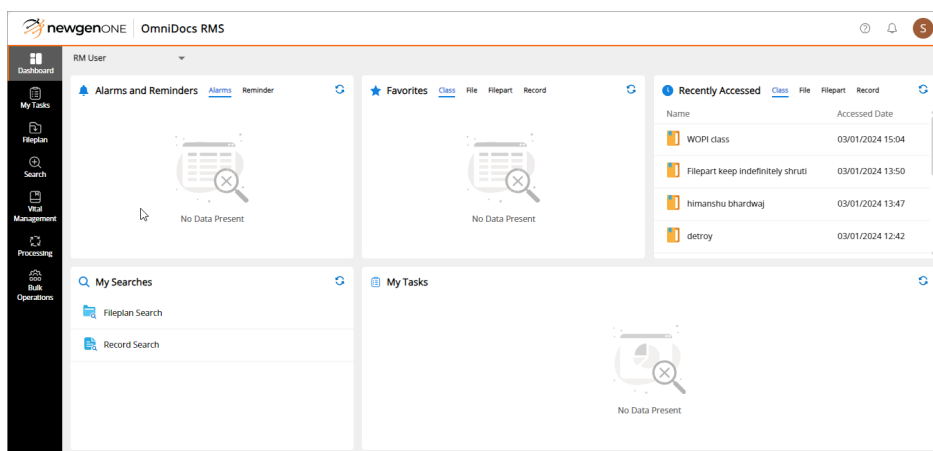 newgenONE OmniDocs RMS
S
Dashboard
My Tasks
Fileplan
Search
Vital
Management
Processing
Bulk
Operations
RM User
Alarms and Reminders Alarms Reminder
No Data Present
Favorites Class File Filepart Record
No Data Present
Recently Accessed Class File Filepart Record
Name Accessed Date
WOPI class 03/01/2024 15:04
Filepart keep indefinitely shruti 03/01/2024 13:50
himanshu bhardwaj 03/01/2024 13:47
detroy 03/01/2024 12:42
My Searches
Fileplan Search
Record Search
My Tasks
No Data Present